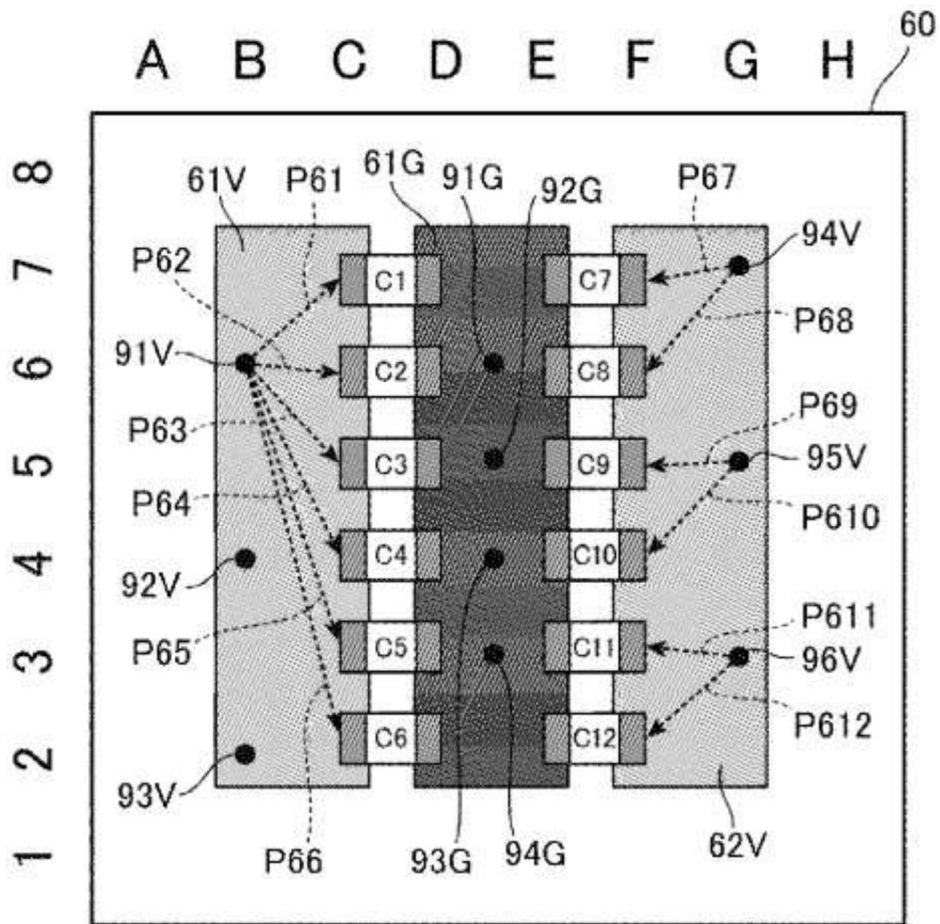 60
A B C D E F G H
8
61V P61 61G 91G 92G P67
94V
7
P62 C1 C7
P68
91V
6
C2 C8
P63 P69
5
C3 C9 95V
P64 P610
4
C4 C10
92V
P65 P611
3
C5 C11 96V
P612
2
C6 C12
93V
1
P66 93G 94G 62V